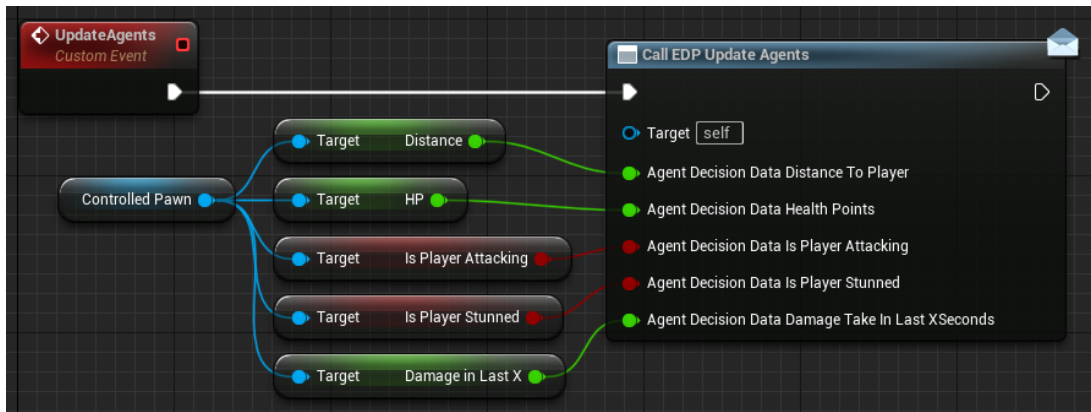 UpdateAgents
Custom Event
Call EDP Update Agents
Target self
Target Distance
Agent Decision Data Distance To Player
Controlled Pawn
Target HP
Agent Decision Data Health Points
Target Is Player Attacking
Agent Decision Data Is Player Attacking
Target Is Player Stunned
Agent Decision Data Is Player Stunned
Agent Decision Data Damage Take In Last XSeconds
Target Damage in Last X